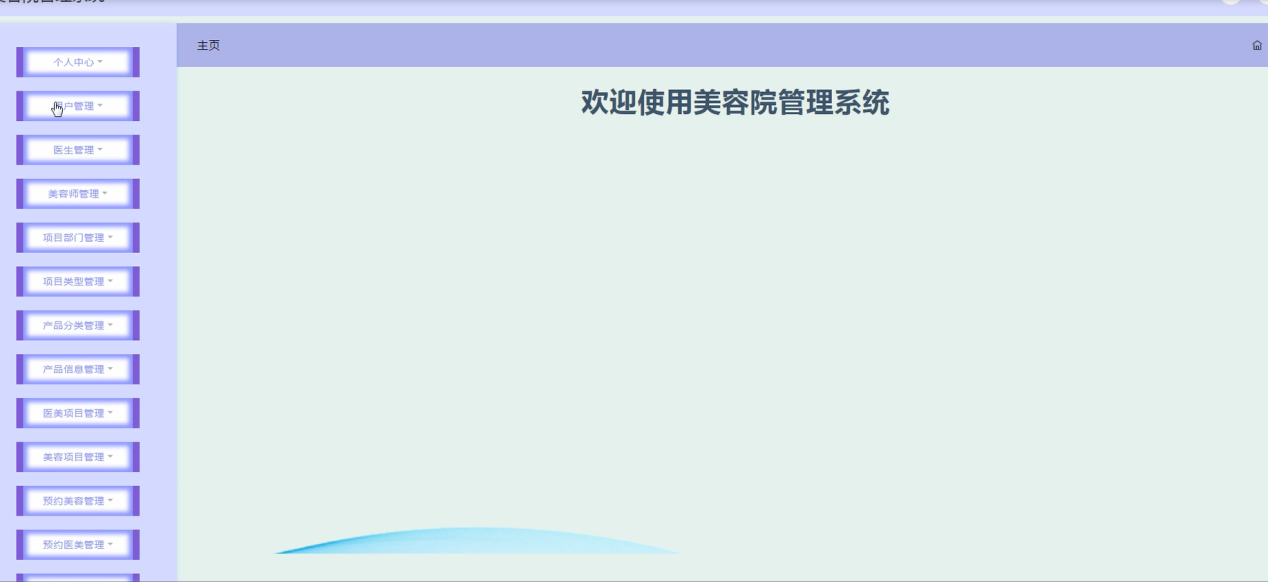 主页
欢迎使用美容院管理系统
个人中心
户管理
医生管理
美容师管理
项目部门管理
项目类型管理
产品分类管理
产品信息管理
医美项目管理
美容项目管理
预约美容管理
预约医美管理